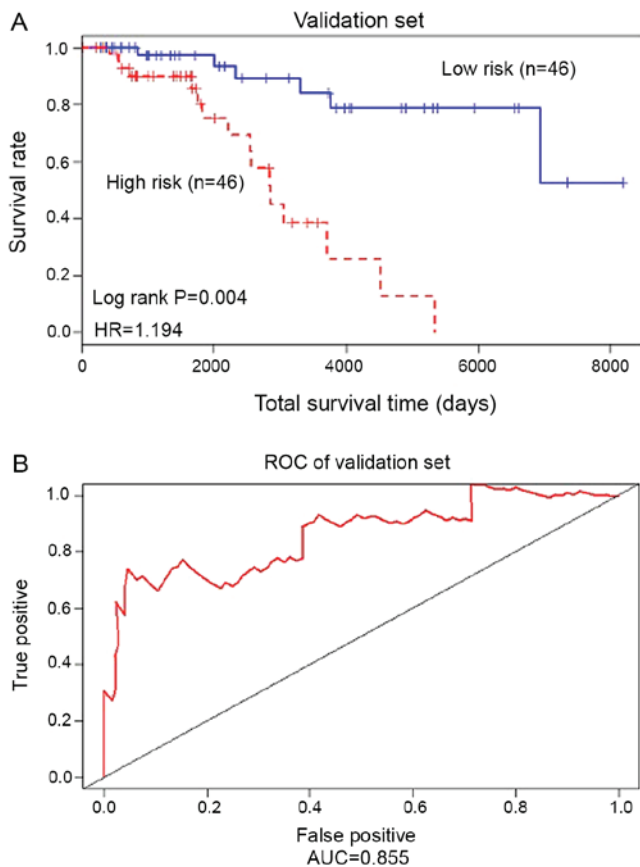 A
Validation set
Low risk (n=46)
High risk (n=46)
Log rank P=0.004
HR=1.194
Survival rate
1.0
0.8
0.6
0.4
0.2
0.0
0 2000 4000 6000 8000
Total survival time (days)
B
ROC of validation set
True positive
1.0
0.8
0.6
0.4
0.2
0.0
0.0 0.2 0.4 0.6 0.8 1.0
False positive
AUC=0.855